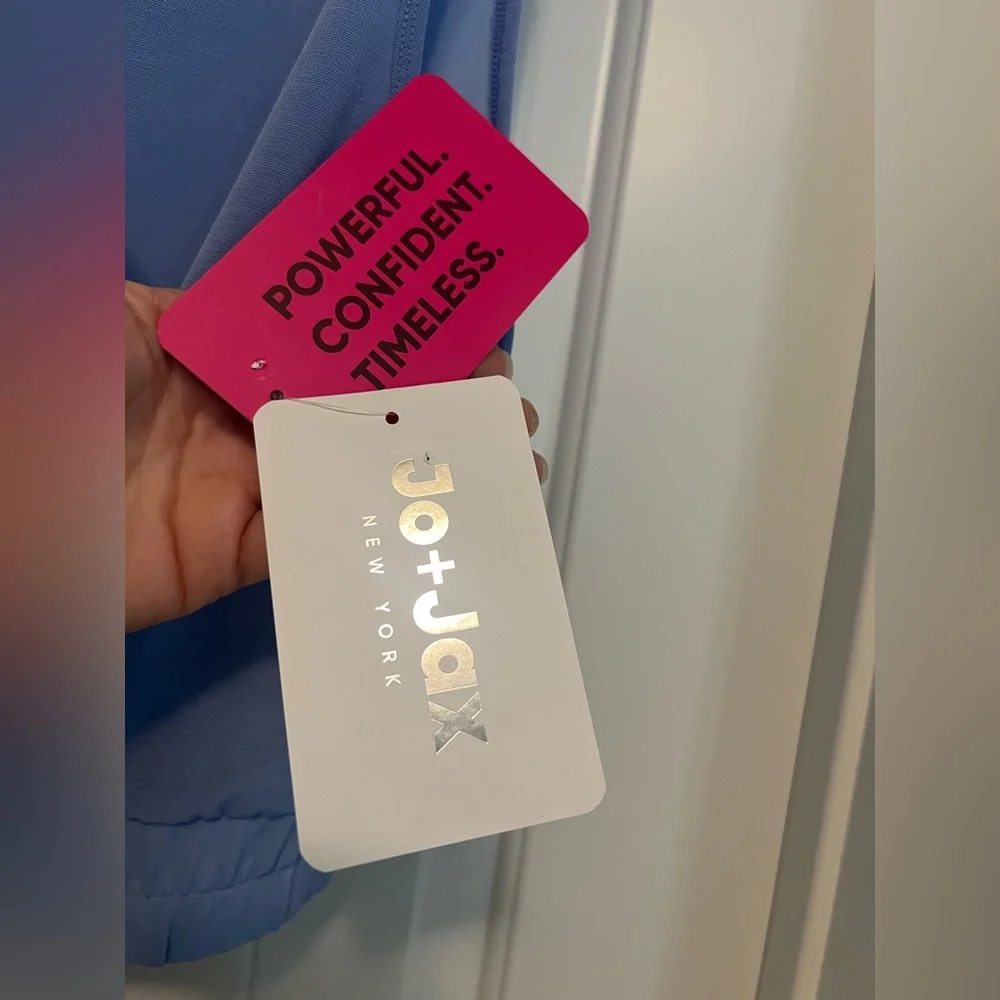 POWERFUL.
CONFIDENT.
TIMELESS.
Jo+Jax
NEW YORK